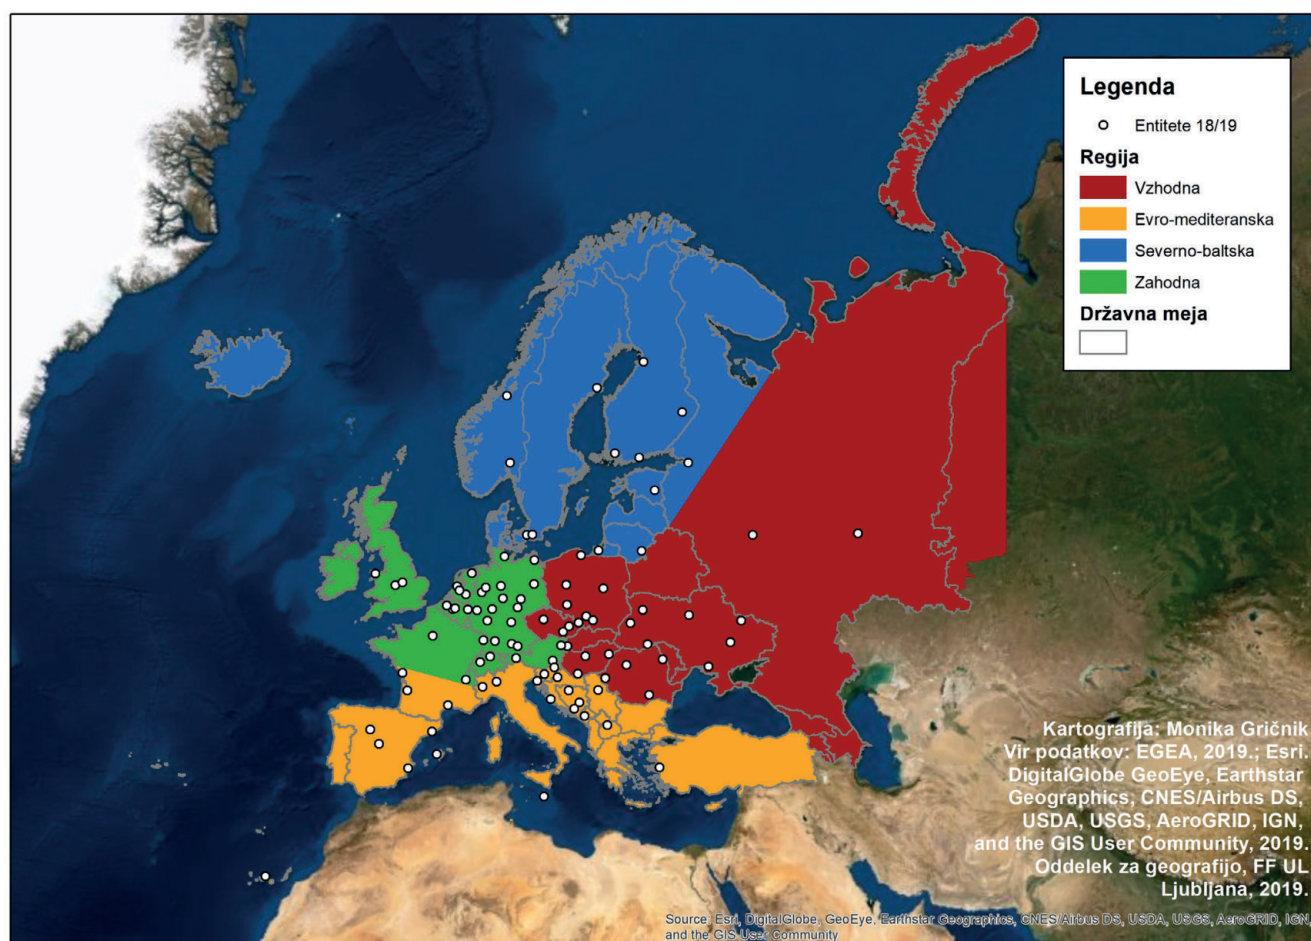 Legenda
Entitete 18/19
Regija
Vzhodna
Evro-mediteranska
Severno-baltska
Zahodna
Državna meja
Kartografija: Monika Gričnik
Vir podatkov: EGEA, 2019.; Esri.
DigitalGlobe GeoEye, Earthstar
Geographics, CNES/Airbus DS,
USDA, USGS, AeroGRID, IGN,
and the GIS User Community, 2019.
Oddelek za geografijo, FF UL
Ljubljana, 2019.
Source: Esri, DigitalGlobe, GeoEye, Earthstar Geographics, CNES/Airbus DS, USDA, USGS, AeroGRID, IGN,
and the GIS User Community